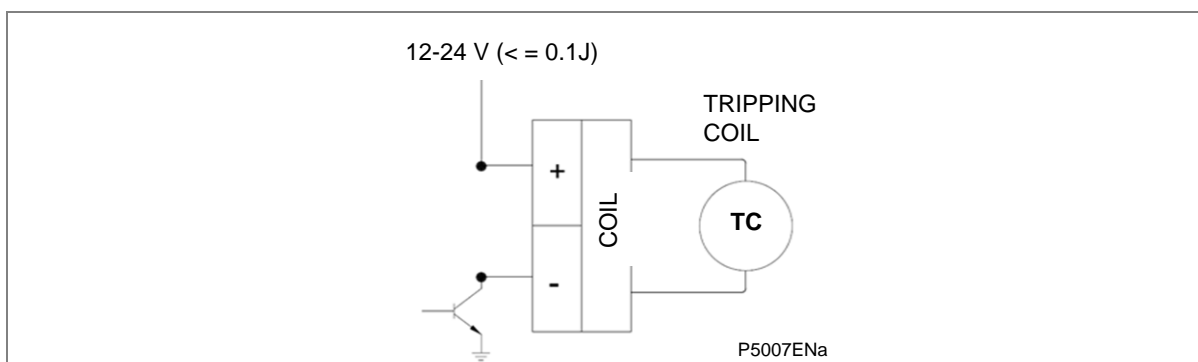 12-24 V (< = 0.1J)
TRIPPING
COIL
+
COIL
TC
-
P5007ENa